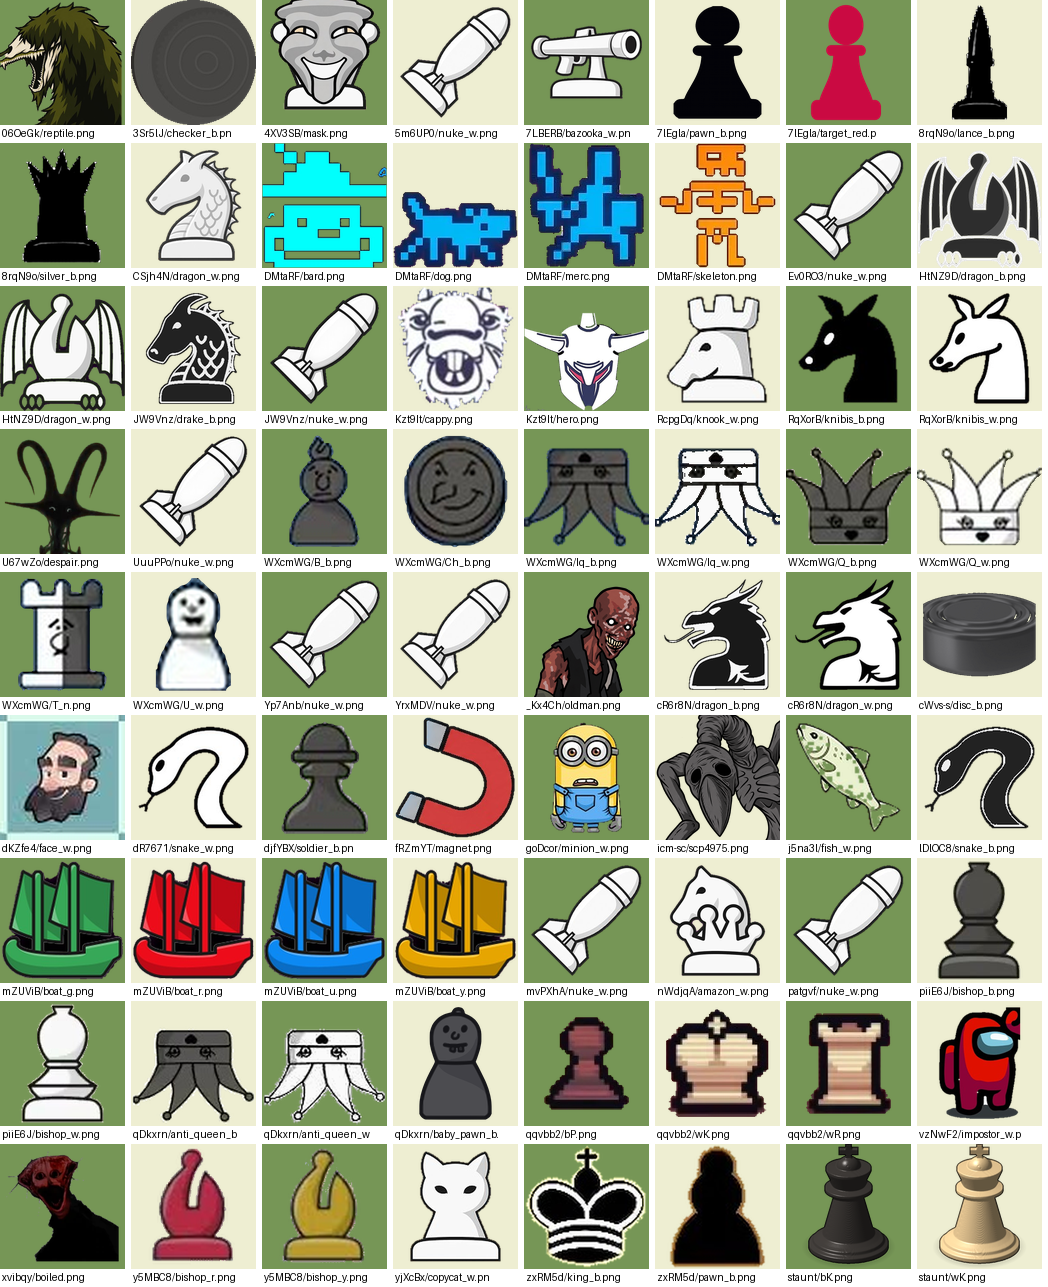 06OeGk/reptile.png 3Sr5IJ/checker_b.pn 4XV3SB/mask.png 5m6UP0/nuke_w.png 7LBERB/bazooka_w.pn 7IEgla/pawn_b.png 7IEgla/target_red.p 8rqN9o/lance_b.png
8rqN9o/silver_b.png CSjh4N/dragon_w.png DMtaRF/bard.png DMtaRF/dog.png DMtaRF/merc.png DMtaRF/skeleton.png Ev0RO3/nuke_w.png HtNZ9D/dragon_b.png
HtNZ9D/dragon_w.png JW9Vnz/drake_b.png JW9Vnz/nuke_w.png Kzt9It/cappy.png Kzt9It/hero.png RcpgDq/knook_w.png RqXorB/knibis_b.png RqXorB/knibis_w.png
U67wZo/despair.png UuuPPo/nuke_w.png WXcmWG/B_b.png WXcmWG/Ch_b.png WXcmWG/Iq_b.png WXcmWG/Iq_w.png WXcmWG/Q_b.png WXcmWG/Q_w.png
WXcmWG/T_n.png WXcmWG/U_w.png Yp7Anb/nuke_w.png YrxMDV/nuke_w.png _Kx4Ch/oldman.png cR6r8N/dragon_b.png cR6r8N/dragon_w.png cWvs-s/disc_b.png
dKZfe4/face_w.png dR7671/snake_w.png djfYBX/soldier_b.pn fRZmYT/magnet.png goDcor/minion_w.png icm-sc/scp4975.png j5na3l/fish_w.png lDlOC8/snake_b.png
mZUViB/boat_g.png mZUViB/boat_r.png mZUViB/boat_u.png mZUViB/boat_y.png mvPXhA/nuke_w.png nWdjqA/amazon_w.png patgvf/nuke_w.png piiE6J/bishop_b.png
piiE6J/bishop_w.png qDkxrn/anti_queen_b qDkxrn/anti_queen_w qDkxrn/baby_pawn_b. qqvbb2/bP.png qqvbb2/wK.png qqvbb2/wR.png vzNwF2/impostor_w.p
xvibqy/boiled.png y5MBC8/bishop_r.png y5MBC8/bishop_y.png yjXcBx/copycat_w.pn zxRM5d/king_b.png zxRM5d/pawn_b.png staunt/bK.png staunt/wK.png